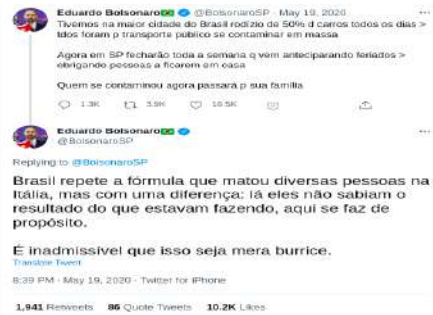 Eduardo Bolsonaro @BolsonaroSP · May 19, 2020
Tivemos na maior cidade do Brasil rodízio de 50% d carros todos os dias >
tdos foram p transporte público se contaminar em massa
Agora em SP fecharão toda a semana q vem anteciparando feriados >
obrigando pessoas a ficarem em casa
Quem se contaminou agora passará p sua família
1.3K 3.9K 16.5K
Eduardo Bolsonaro
@BolsonaroSP
Replying to @BolsonaroSP
Brasil repete a fórmula que matou diversas pessoas na
Itália, mas com uma diferença: lá eles não sabiam o
resultado do que estavam fazendo, aqui se faz de
propósito.
É inadmissível que isso seja mera burrice.
Translate Tweet
8:39 PM · May 19, 2020 · Twitter for iPhone
1,941 Retweets 86 Quote Tweets 10.2K Likes